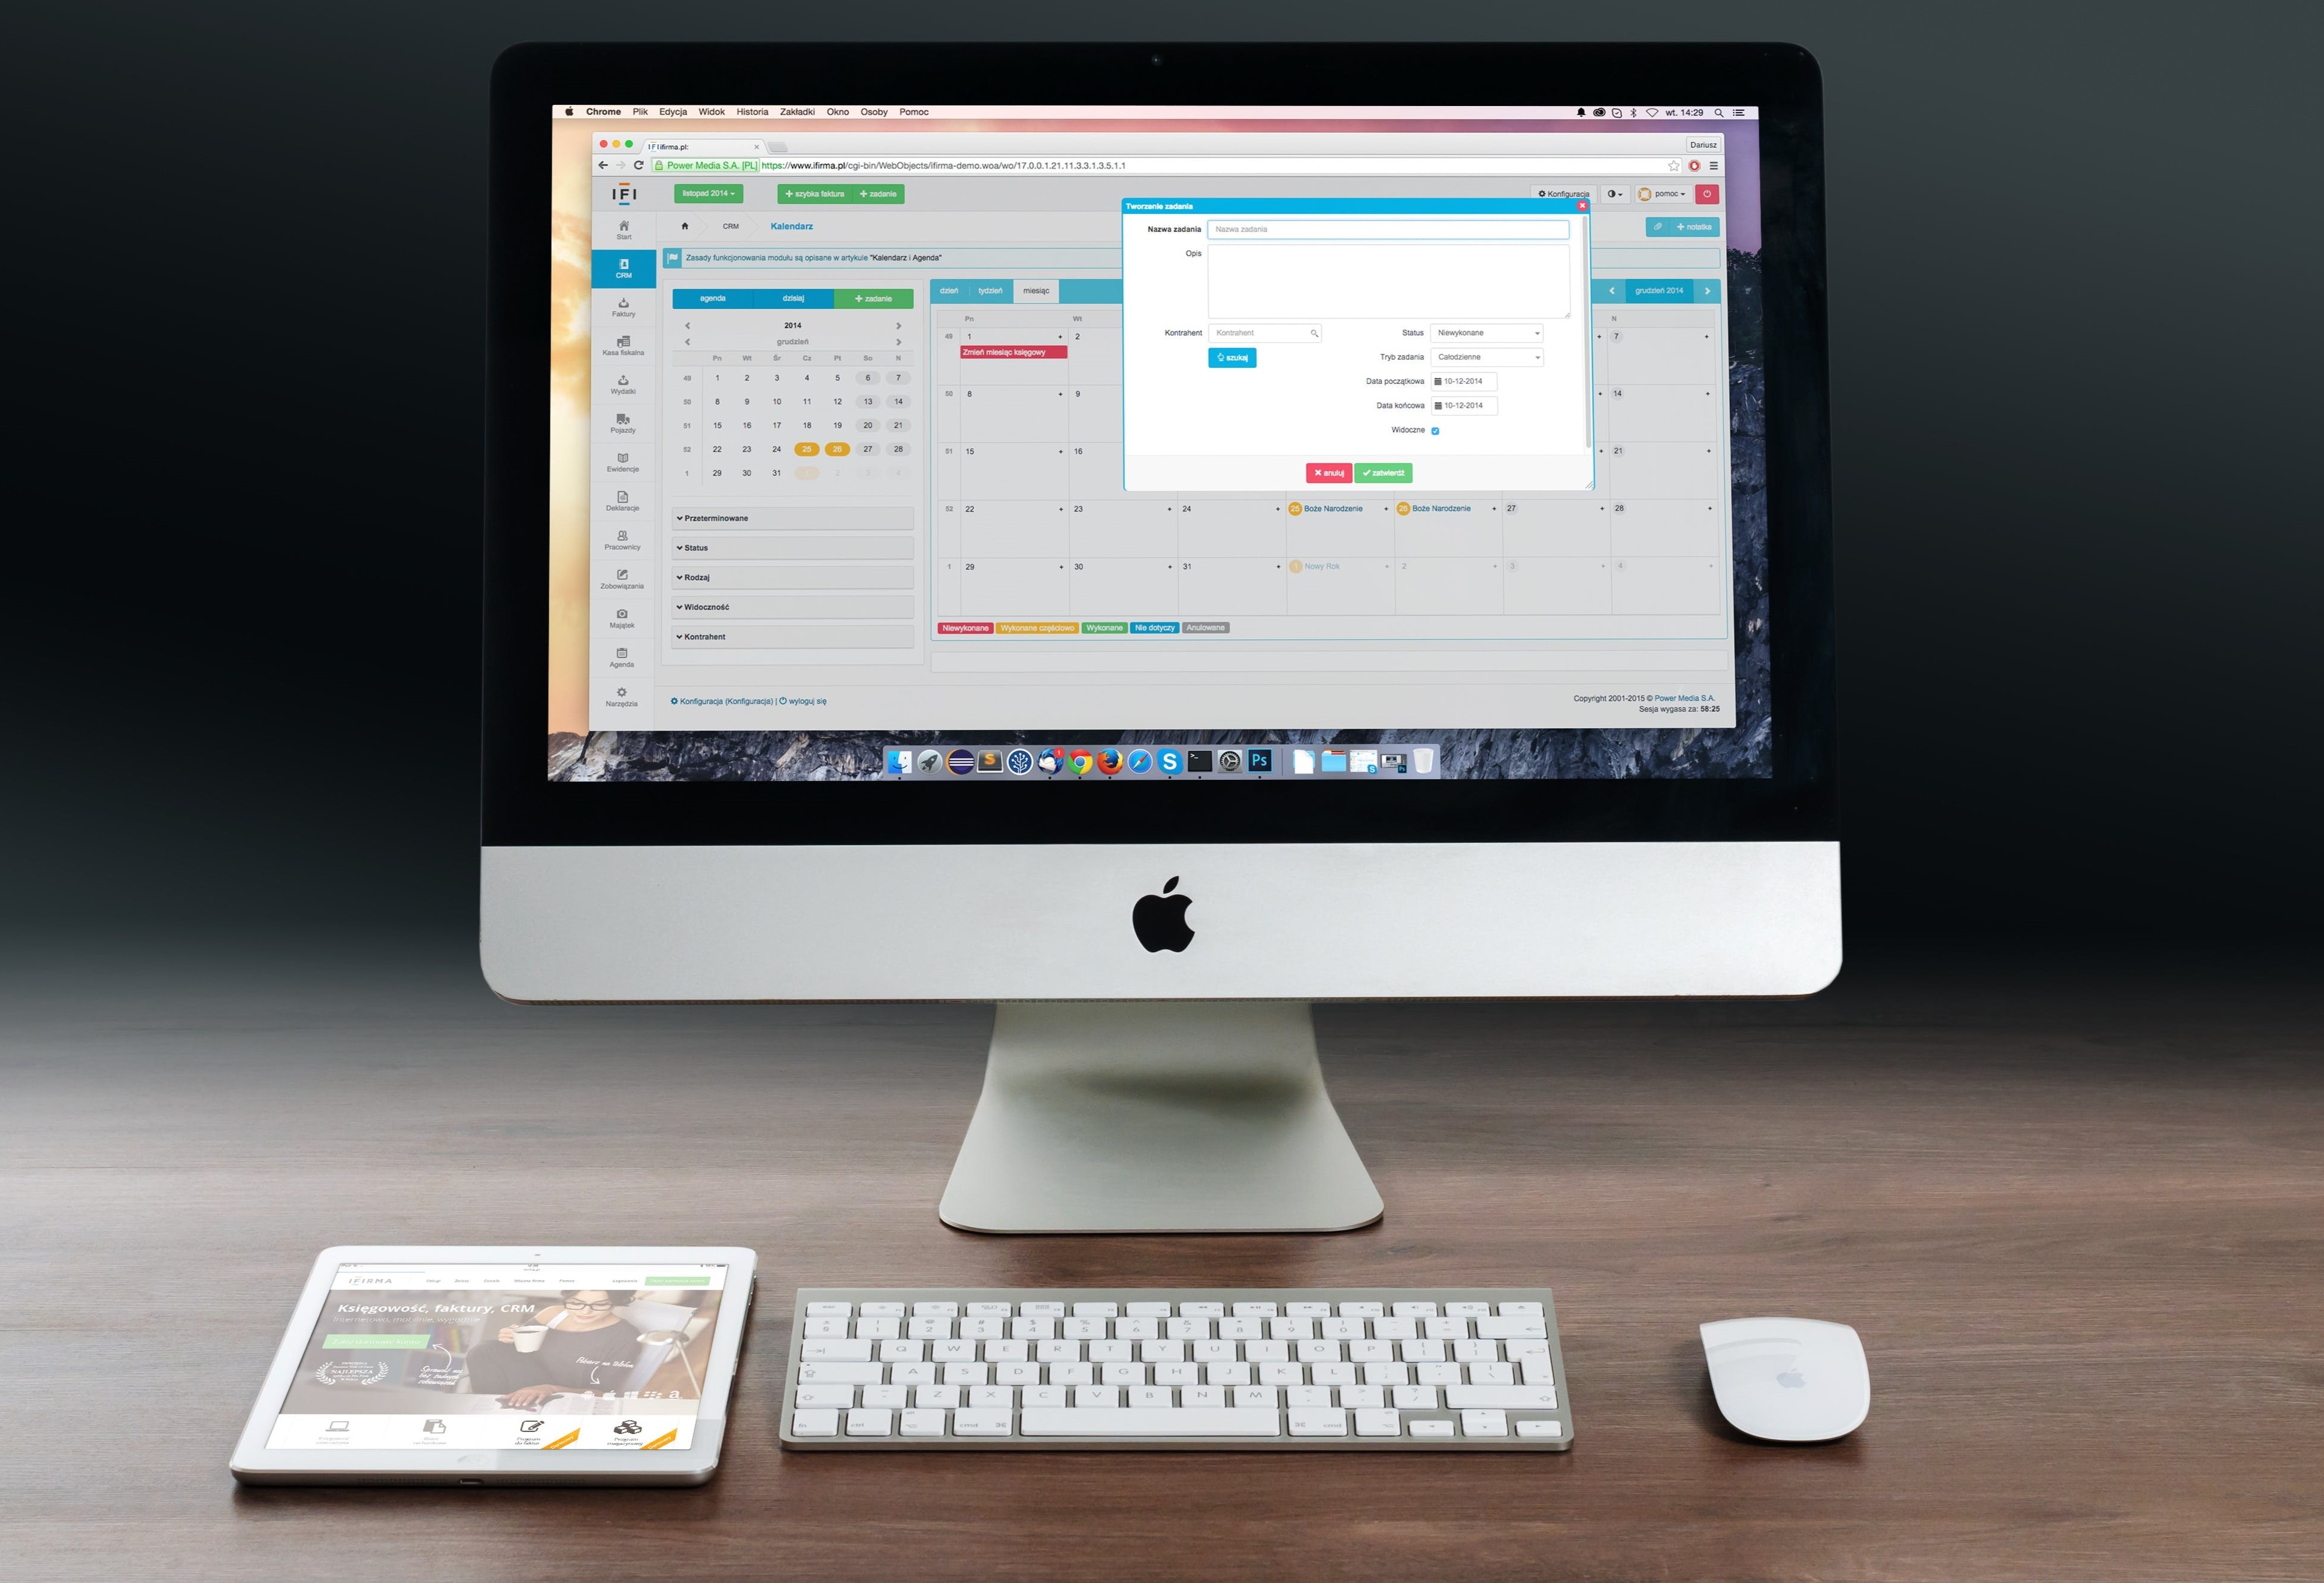 Chrome Plik Edycja Widok Historia Zakładki Okno Osoby Pomoc
wt. 14:29
ifirma.pl:
Dariusz
Power Media S.A. [PL] https://www.ifirma.pl/cgi-bin/WebObjects/ifirma-demo.woa/wo/17.0.0.1.21.11.3.3.1.3.5.1.1
IFI
listopad 2014
+ szybka faktura + zadanie
Konfiguracja
pomoc
Start
CRM
Faktury
Kasa fiskalna
Wydatki
Pojazdy
Ewidencje
Deklaracje
Pracownicy
Zobowiązania
Majątek
Agenda
Narzędzia
CRM Kalendarz
+ notatka
Zasady funkcjonowania modułu są opisane w artykule "Kalendarz i Agenda"
agenda dzisiaj + zadanie
2014
grudzień
Pn Wt Śr Cz Pt So N
49 1 2 3 4 5 6 7
50 8 9 10 11 12 13 14
51 15 16 17 18 19 20 21
52 22 23 24 25 26 27 28
1 29 30 31 1 2 3 4
Przeterminowane
Status
Rodzaj
Widoczność
Kontrahent
dzień tydzień miesiąc
grudzień 2014
Pn Wt N
49 1 + 2 + 7 +
Zmień miesiąc księgowy
50 8 + 9 + 14 +
51 15 + 16 + 21 +
52 22 + 23 + 24 + 25 Boże Narodzenie + 26 Boże Narodzenie + 27 + 28 +
1 29 + 30 + 31 + 1 Nowy Rok + 2 + 3 + 4 +
Niewykonane Wykonane częściowo Wykonane Nie dotyczy Anulowane
Tworzenie zadania
Nazwa zadania Nazwa zadania
Opis
Kontrahent Kontrahent
szukaj
Status Niewykonane
Tryb zadania Całodzienne
Data początkowa 10-12-2014
Data końcowa 10-12-2014
Widoczne
anuluj zatwierdź
Konfiguracja (Konfiguracja) | wyloguj się
Copyright 2001-2015 © Power Media S.A.
Sesja wygasa za: 58:25
S
S
Ps
IFIRMA
Księgowość, faktury, CRM
Internetowo, mobilnie, wygodnie
NAJLEPSZA
Q W E R T Y U I O P
A S D F G H J K L
Z X C V B N M
fn ctrl cmd ⌘ ⌘ cmd